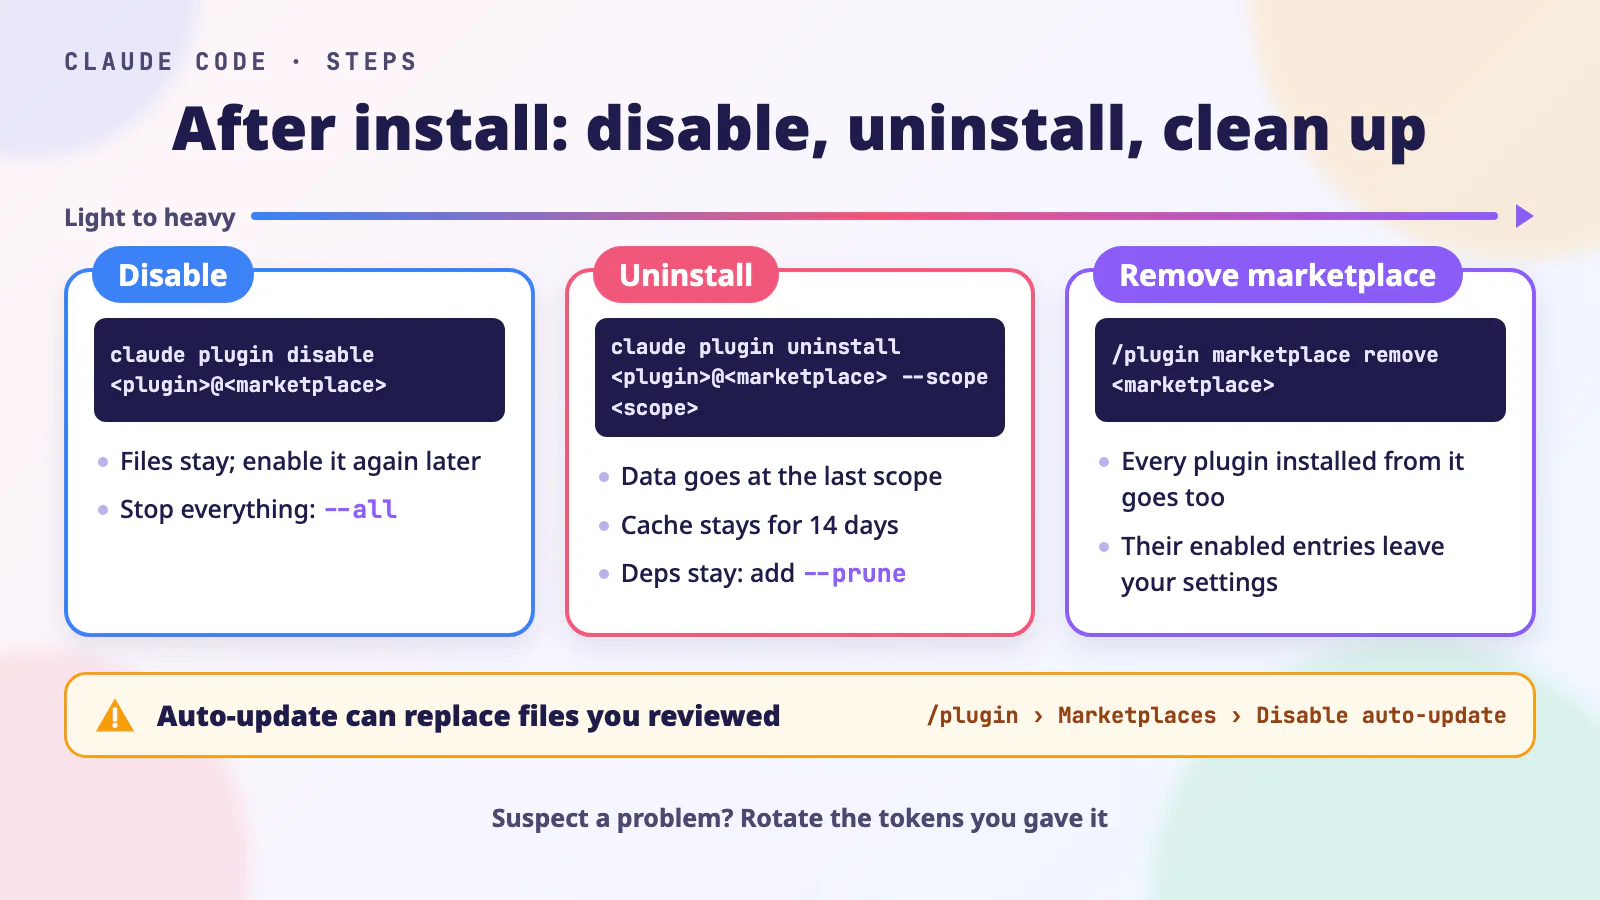 CLAUDE CODE · STEPS
After install: disable, uninstall, clean up
Light to heavy
Disable
claude plugin disable
<plugin>@<marketplace>
Files stay; enable it again later
Stop everything: --all
Uninstall
claude plugin uninstall
<plugin>@<marketplace> --scope
<scope>
Data goes at the last scope
Cache stays for 14 days
Deps stay: add --prune
Remove marketplace
/plugin marketplace remove
<marketplace>
Every plugin installed from it
goes too
Their enabled entries leave
your settings
Auto-update can replace files you reviewed
/plugin › Marketplaces › Disable auto-update
Suspect a problem? Rotate the tokens you gave it